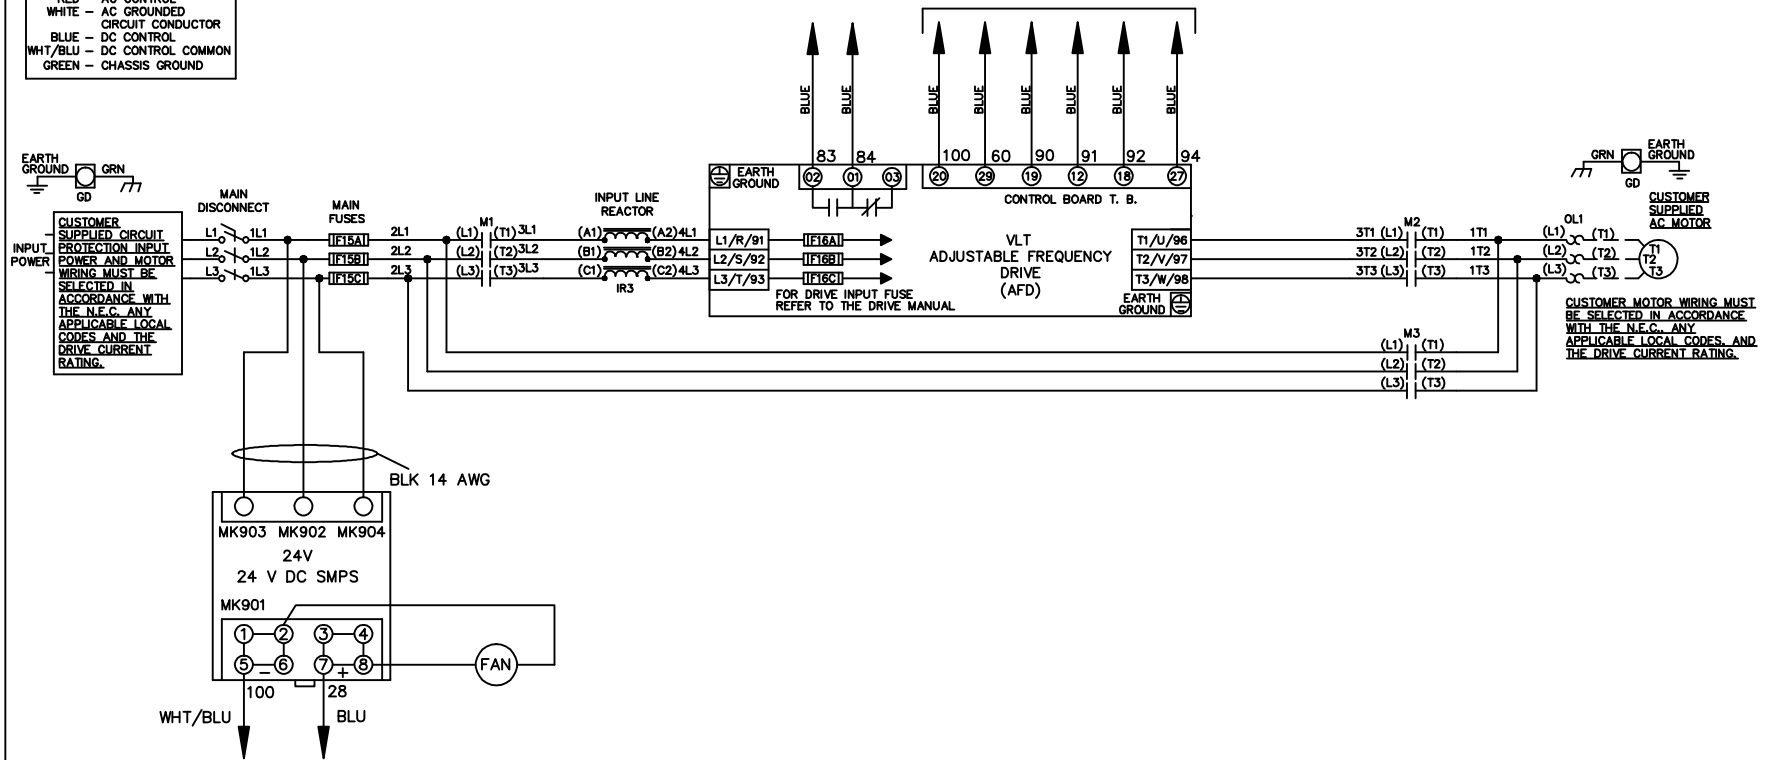 RED – AC CONTROL
WHITE – AC GROUNDED
CIRCUIT CONDUCTOR
BLUE – DC CONTROL
WHT/BLU – DC CONTROL COMMON
GREEN – CHASSIS GROUND
BLUE
BLUE
BLUE
BLUE
BLUE
BLUE
BLUE
BLUE
83
84
100
60
90
91
92
94
EARTH
GROUND
GRN
GD
EARTH
GROUND
02
01
03
20
29
19
12
18
27
CONTROL BOARD T. B.
GRN
EARTH
GROUND
GD
INPUT
POWER
CUSTOMER
SUPPLIED CIRCUIT
PROTECTION INPUT
POWER AND MOTOR
WIRING MUST BE
SELECTED IN
ACCORDANCE WITH
THE N.E.C. ANY
APPLICABLE LOCAL
CODES AND THE
DRIVE CURRENT
RATING.
MAIN
DISCONNECT
L1
1L1
L2
1L2
L3
1L3
MAIN
FUSES
F15A
F15B
F15C
2L1
2L2
2L3
M1
(L1) (T1) 3L1
(L2) (T2) 3L2
(L3) (T3) 3L3
INPUT LINE
REACTOR
(A1) (A2) 4L1
(B1) (B2) 4L2
(C1) (C2) 4L3
IR3
L1/R/91
L2/S/92
L3/T/93
F16A
F16B
F16C
FOR DRIVE INPUT FUSE
REFER TO THE DRIVE MANUAL
VLT
ADJUSTABLE FREQUENCY
DRIVE
(AFD)
T1/U/96
T2/V/97
T3/W/98
EARTH
GROUND
M2
3T1 (L1) (T1) 1T1
3T2 (L2) (T2) 1T2
3T3 (L3) (T3) 1T3
OL1
(L1) (T1)
(L2) (T2)
(L3) (T3)
CUSTOMER
SUPPLIED
AC MOTOR
T1
T2
T3
CUSTOMER MOTOR WIRING MUST
BE SELECTED IN ACCORDANCE
WITH THE N.E.C., ANY
APPLICABLE LOCAL CODES, AND
THE DRIVE CURRENT RATING.
M3
(L1) (T1)
(L2) (T2)
(L3) (T3)
BLK 14 AWG
MK903 MK902 MK904
24V
24 V DC SMPS
MK901
1 2 3 4
5 6 7 8
– +
FAN
100
28
WHT/BLU
BLU